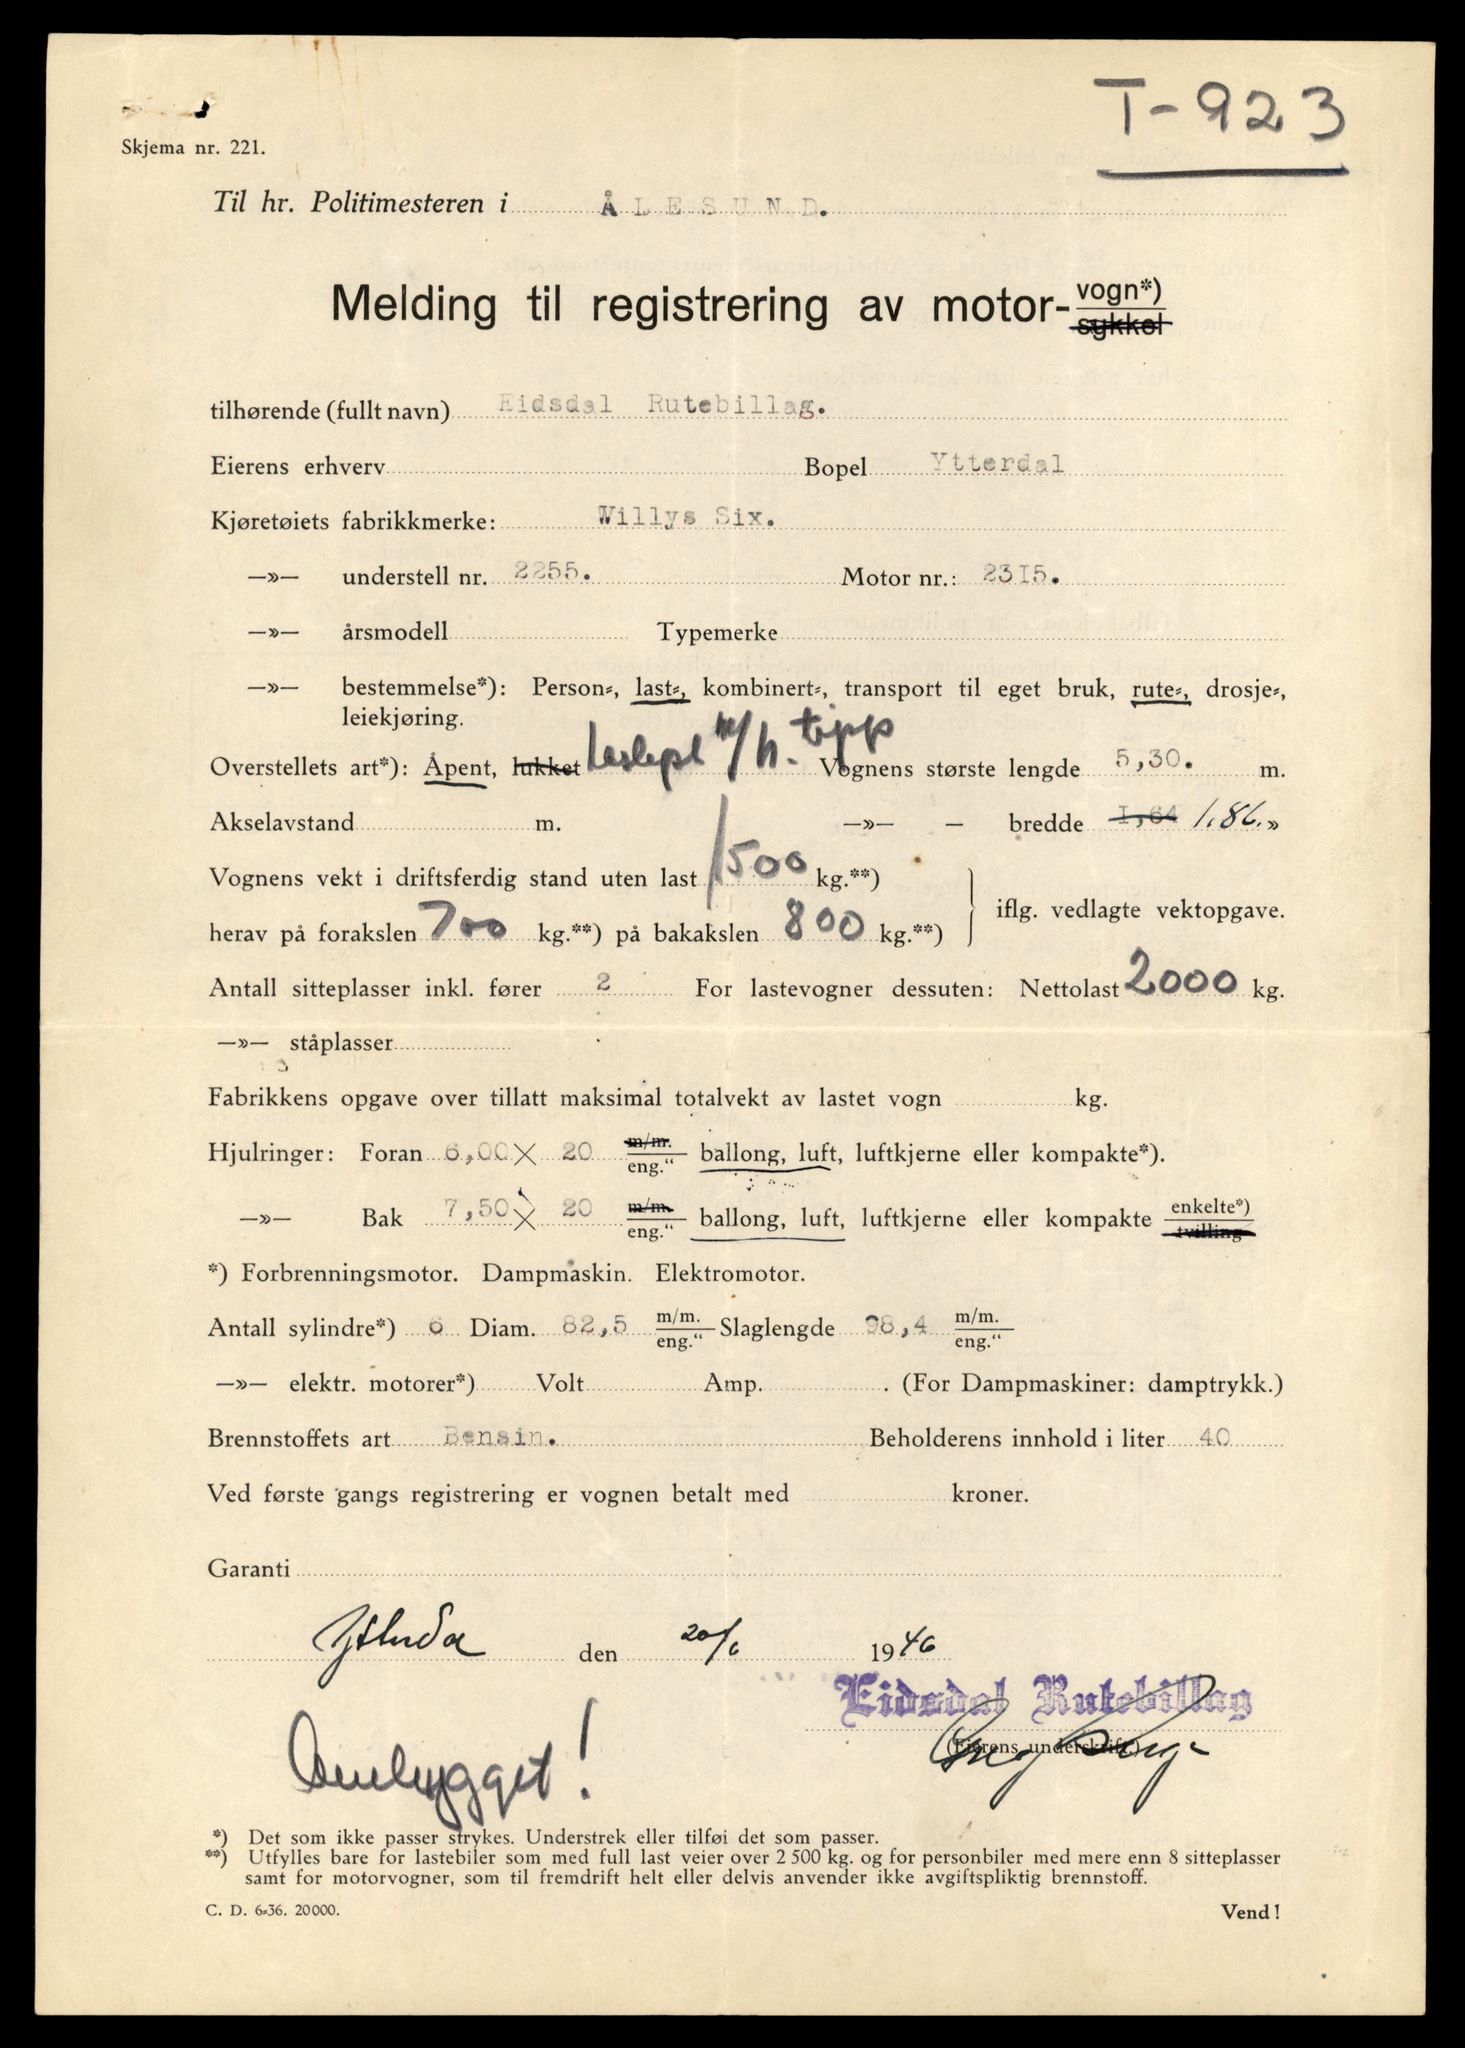 T-923
Skjema nr. 221.
Til hr. Politimesteren i ÅLESUND.
Melding til registrering av motor- vogn*)
sykkel
tilhørende (fullt navn) Eidsdal Rutebillag.
Eierens erhverv Bopel Ytterdal
Kjøretøiets fabrikkmerke: Willys Six.
—»— understell nr. 2255. Motor nr.: 23I5.
—»— årsmodell Typemerke
—»— bestemmelse*): Person-, last-, kombinert-, transport til eget bruk, rute-, drosje-,
leiekjøring.
Overstellets art*): Åpent, lukket m/h. tipp Vognens største lengde 5,30. m.
Akselavstand m. —»— — bredde I,64 1.86. »
Vognens vekt i driftsferdig stand uten last 1500 kg.**)
herav på forakslen 700 kg.**) på bakakslen 800 kg.**) iflg. vedlagte vektopgave.
Antall sitteplasser inkl. fører 2 For lastevogner dessuten: Nettolast 2000 kg.
—»— ståplasser
Fabrikkens opgave over tillatt maksimal totalvekt av lastet vogn kg.
Hjulringer: Foran 6,00 × 20 m/m. eng.“ ballong, luft, luftkjerne eller kompakte*).
—»— Bak 7,50 × 20 m/m. eng.“ ballong, luft, luftkjerne eller kompakte enkelte*) tvilling
*) Forbrenningsmotor. Dampmaskin. Elektromotor.
Antall sylindre*) 6 Diam. 82,5 m/m. eng.“ Slaglengde 98,4 m/m. eng.“
—»— elektr. motorer*) Volt Amp. . (For Dampmaskiner: damptrykk.)
Brennstoffets art Bensin. Beholderens innhold i liter 40
Ved første gangs registrering er vognen betalt med kroner.
Garanti
den 20/6 1946
Eidsdal Rutebillag
(Eierens underskrift.)
Ombygget!
*) Det som ikke passer strykes. Understrek eller tilføi det som passer.
**) Utfylles bare for lastebiler som med full last veier over 2 500 kg. og for personbiler med mere enn 8 sitteplasser
samt for motorvogner, som til fremdrift helt eller delvis anvender ikke avgiftspliktig brennstoff.
C. D. 6-36. 20000. Vend!